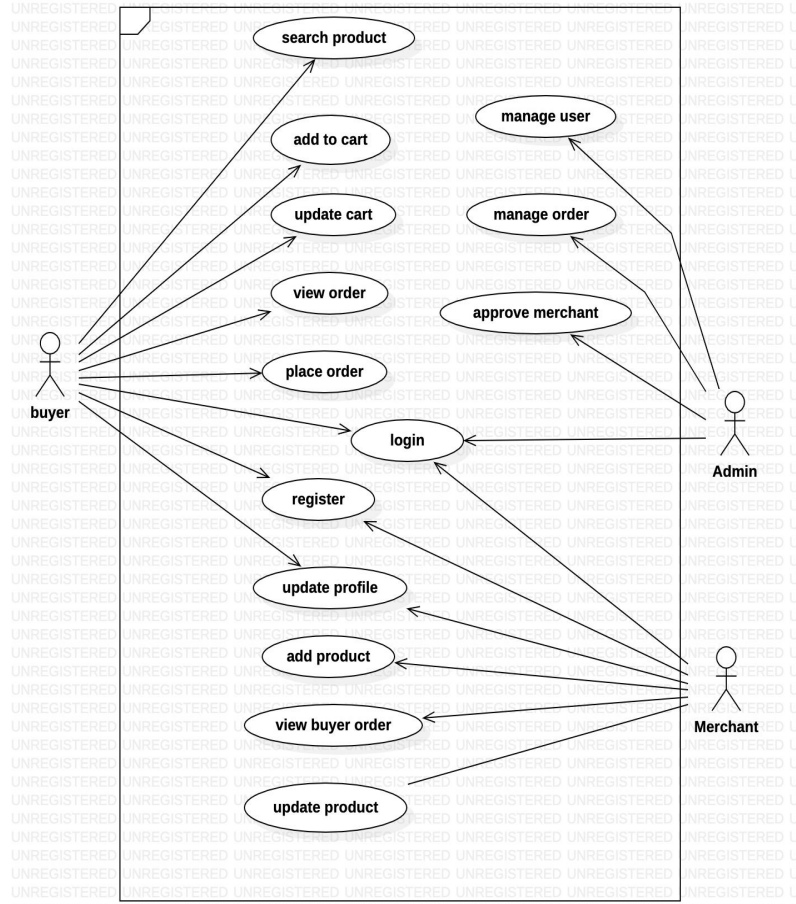 search product
manage user
add to cart
update cart
manage order
view order
approve merchant
place order
buyer
login
Admin
register
update profile
add product
view buyer order
Merchant
update product
UNREGISTERED